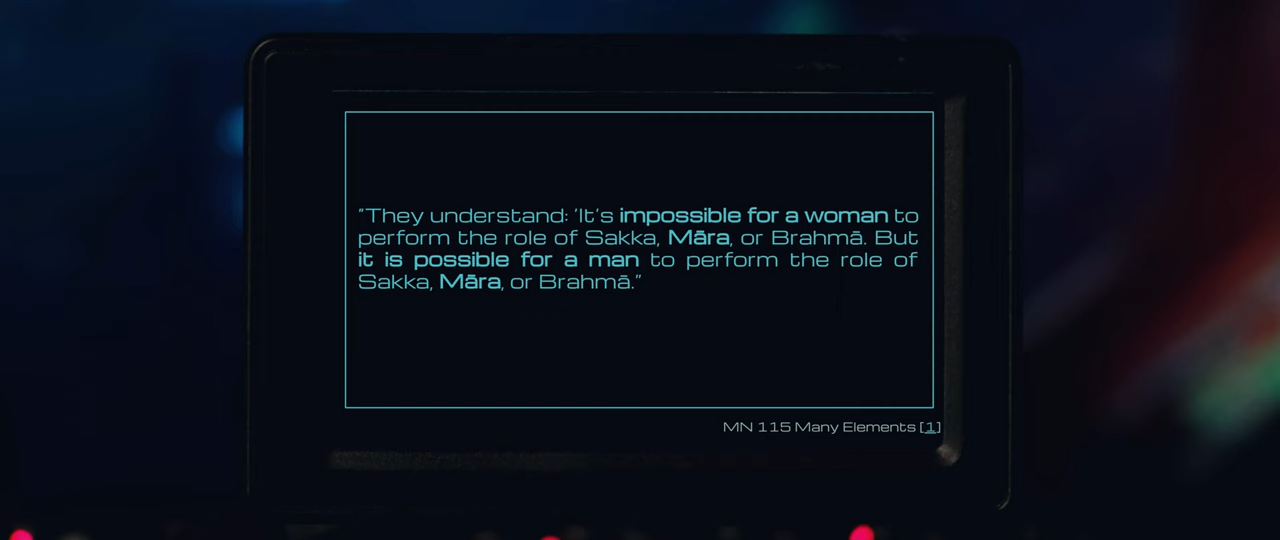 "They understand: 'It's impossible for a woman to
perform the role of Sakka, Māra, or Brahmā. But
it is possible for a man to perform the role of
Sakka, Māra, or Brahmā."
MN 115 Many Elements [1]